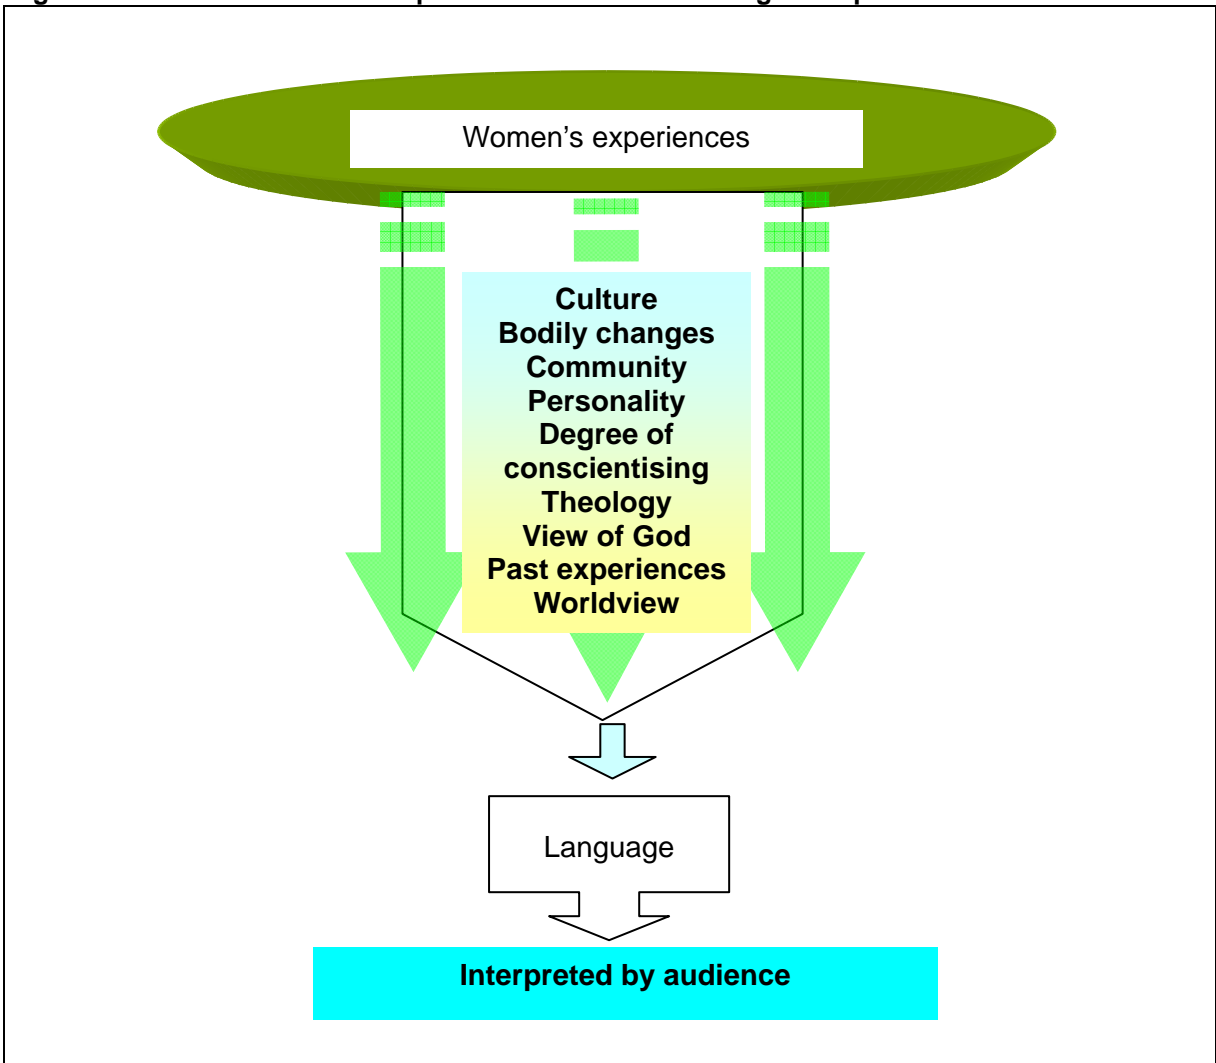 Women’s experiences
Culture
Bodily changes
Community
Personality
Degree of
conscientising
Theology
View of God
Past experiences
Worldview
Language
Interpreted by audience